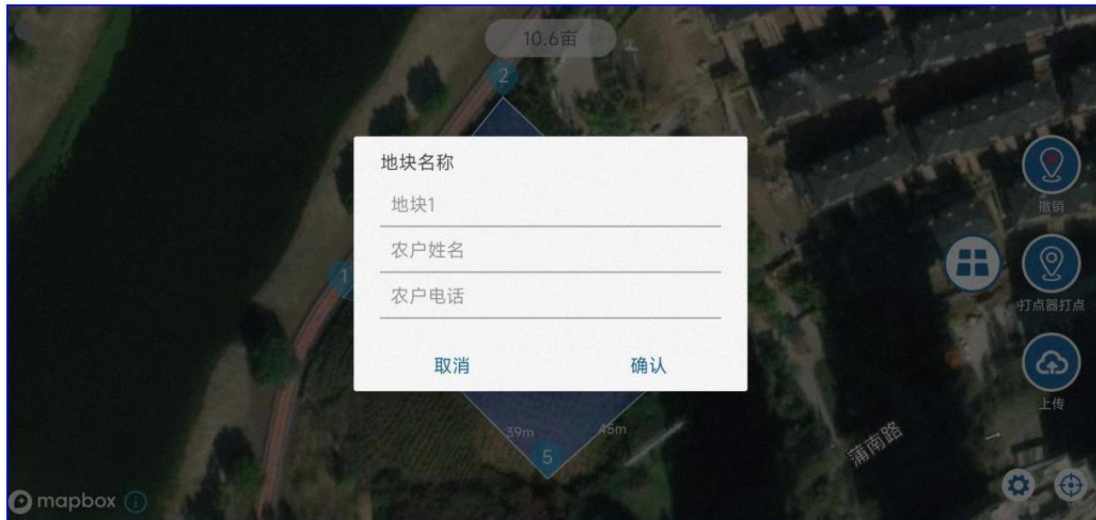 10.6亩
2
地块名称
地块1
撤销
农户姓名
1
农户电话
打点器打点
取消
确认
上传
39m
45m
5
蒲南路
mapbox